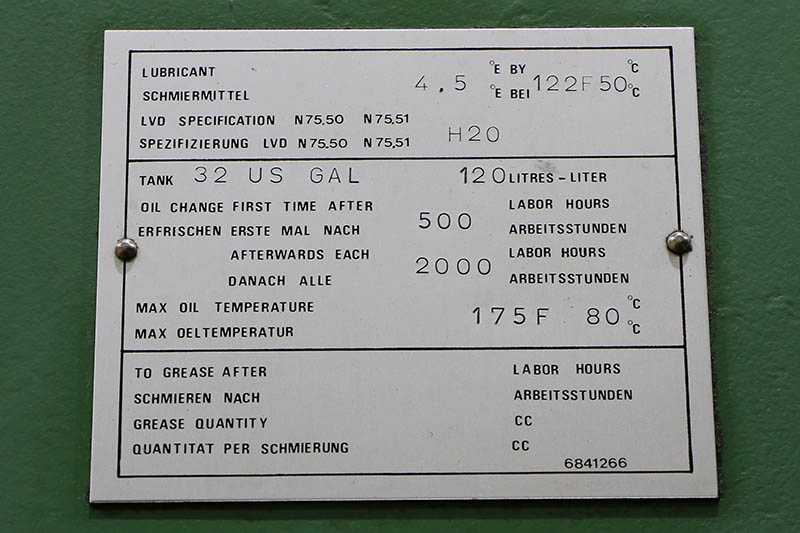 LUBRICANT 4,5 °E BY 122F 50 °C
SCHMIERMITTEL °E BEI °C
LVD SPECIFICATION N75.50 N75.51
SPEZIFIZIERUNG LVD N75.50 N75.51 H20
TANK 32 US GAL 120 LITRES - LITER
OIL CHANGE FIRST TIME AFTER 500 LABOR HOURS
ERFRISCHEN ERSTE MAL NACH ARBEITSSTUNDEN
AFTERWARDS EACH 2000 LABOR HOURS
DANACH ALLE ARBEITSSTUNDEN
MAX OIL TEMPERATURE 175F 80 °C
MAX OELTEMPERATUR °C
TO GREASE AFTER LABOR HOURS
SCHMIEREN NACH ARBEITSSTUNDEN
GREASE QUANTITY CC
QUANTITAT PER SCHMIERUNG CC
6841266